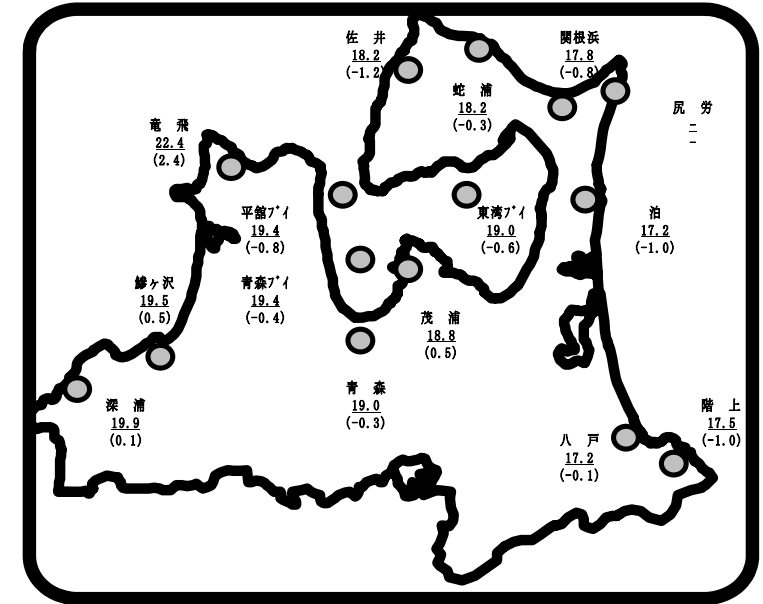 佐 井
18.2
(-1.2)
関根浜
17.8
(-0.8)
蛇 浦
18.2
(-0.3)
尻 労
-
-
竜 飛
22.4
(2.4)
平舘ﾌﾞｲ
19.4
(-0.8)
東湾ﾌﾞｲ
19.0
(-0.6)
泊
17.2
(-1.0)
鰺ヶ沢
19.5
(0.5)
青森ﾌﾞｲ
19.4
(-0.4)
茂 浦
18.8
(0.5)
深 浦
19.9
(0.1)
青 森
19.0
(-0.3)
八 戸
17.2
(-0.1)
階 上
17.5
(-1.0)